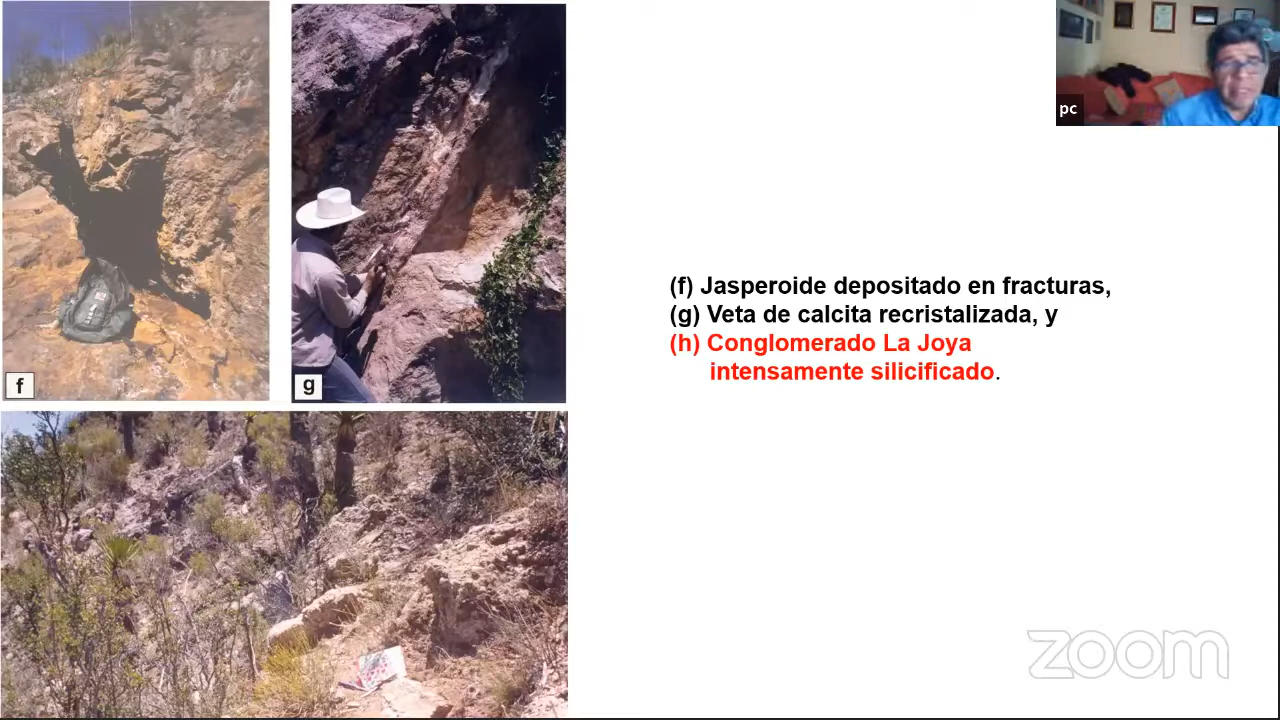 pc
f
g
(f) Jasperoide depositado en fracturas,
(g) Veta de calcita recristalizada, y
(h) Conglomerado La Joya
intensamente silicificado.
zoom